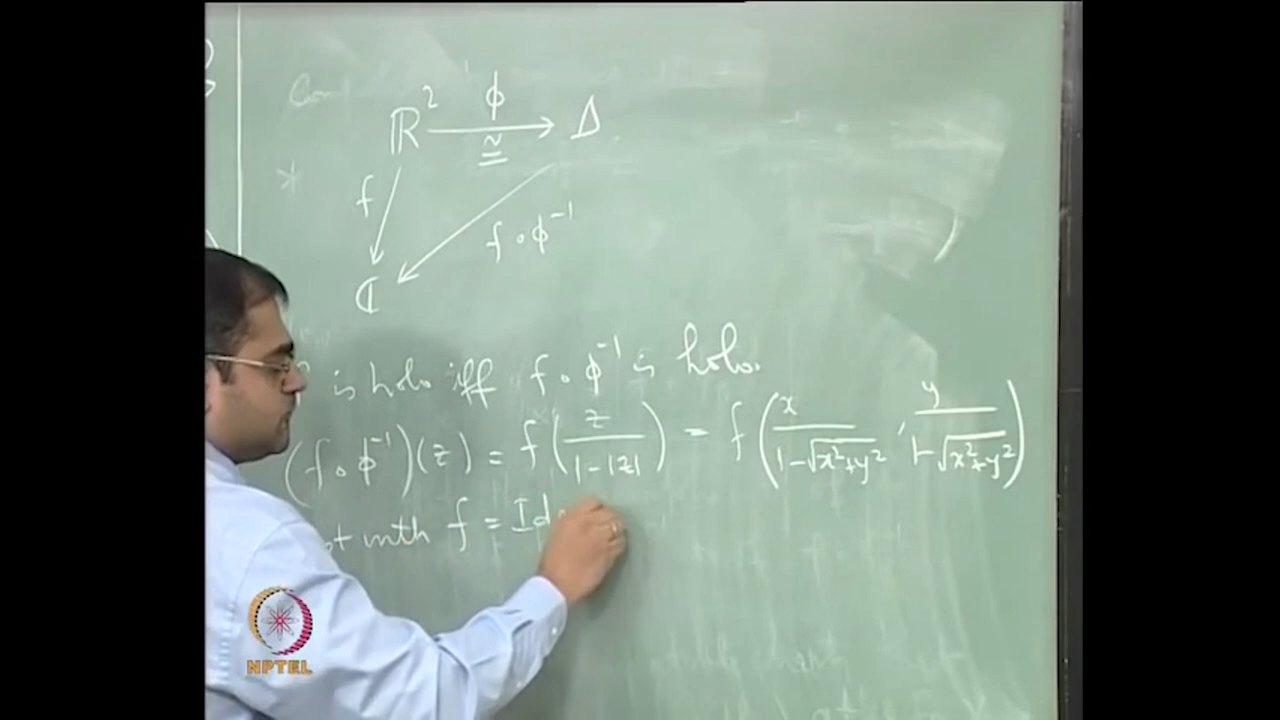 ℝ² ϕ ≅ Δ
*
f
f∘ϕ⁻¹
ℂ
is holo iff f∘ϕ⁻¹ is holo.
(f∘ϕ⁻¹)(z) = f(z/(1-|z|)) = f(x/(1-√(x²+y²)), y/(1-√(x²+y²)))
with f = Id
NPTEL